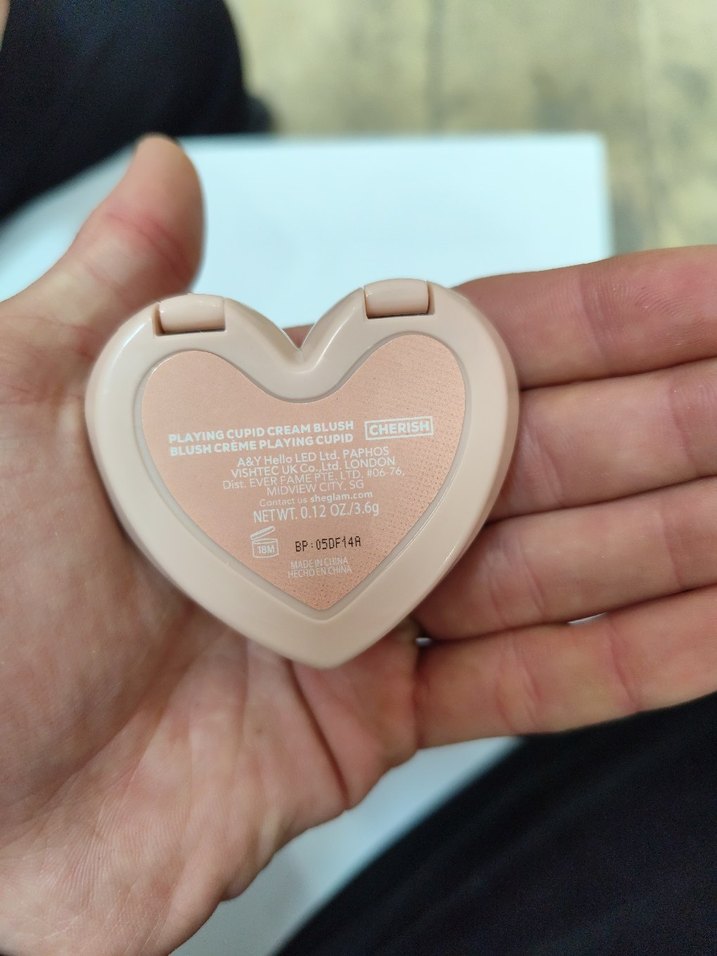 PLAYING CUPID CREAM BLUSH CHERISH
BLUSH CRÈME PLAYING CUPID
A&Y Hello LED Ltd. PAPHOS
VISHTEC UK Co., Ltd. LONDON
Dist. EVER FAME PTE. LTD. #06-76,
MIDVIEW CITY. SG
Contact us sheglam.com
NETWT. 0.12 OZ./3.6g
18M
BP:05DF14A
MADE IN CHINA
HECHO EN CHINA